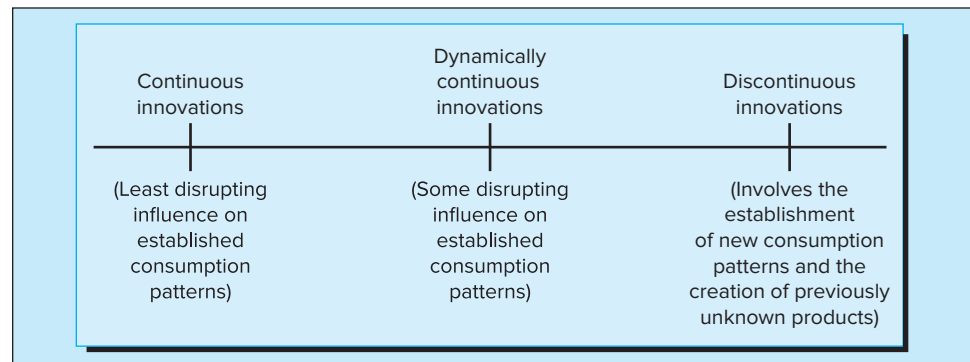 Continuous
innovations
Dynamically
continuous
innovations
Discontinuous
innovations
(Least disrupting
influence on
established
consumption
patterns)
(Some disrupting
influence on
established
consumption
patterns)
(Involves the
establishment
of new consumption
patterns and the
creation of previously
unknown products)